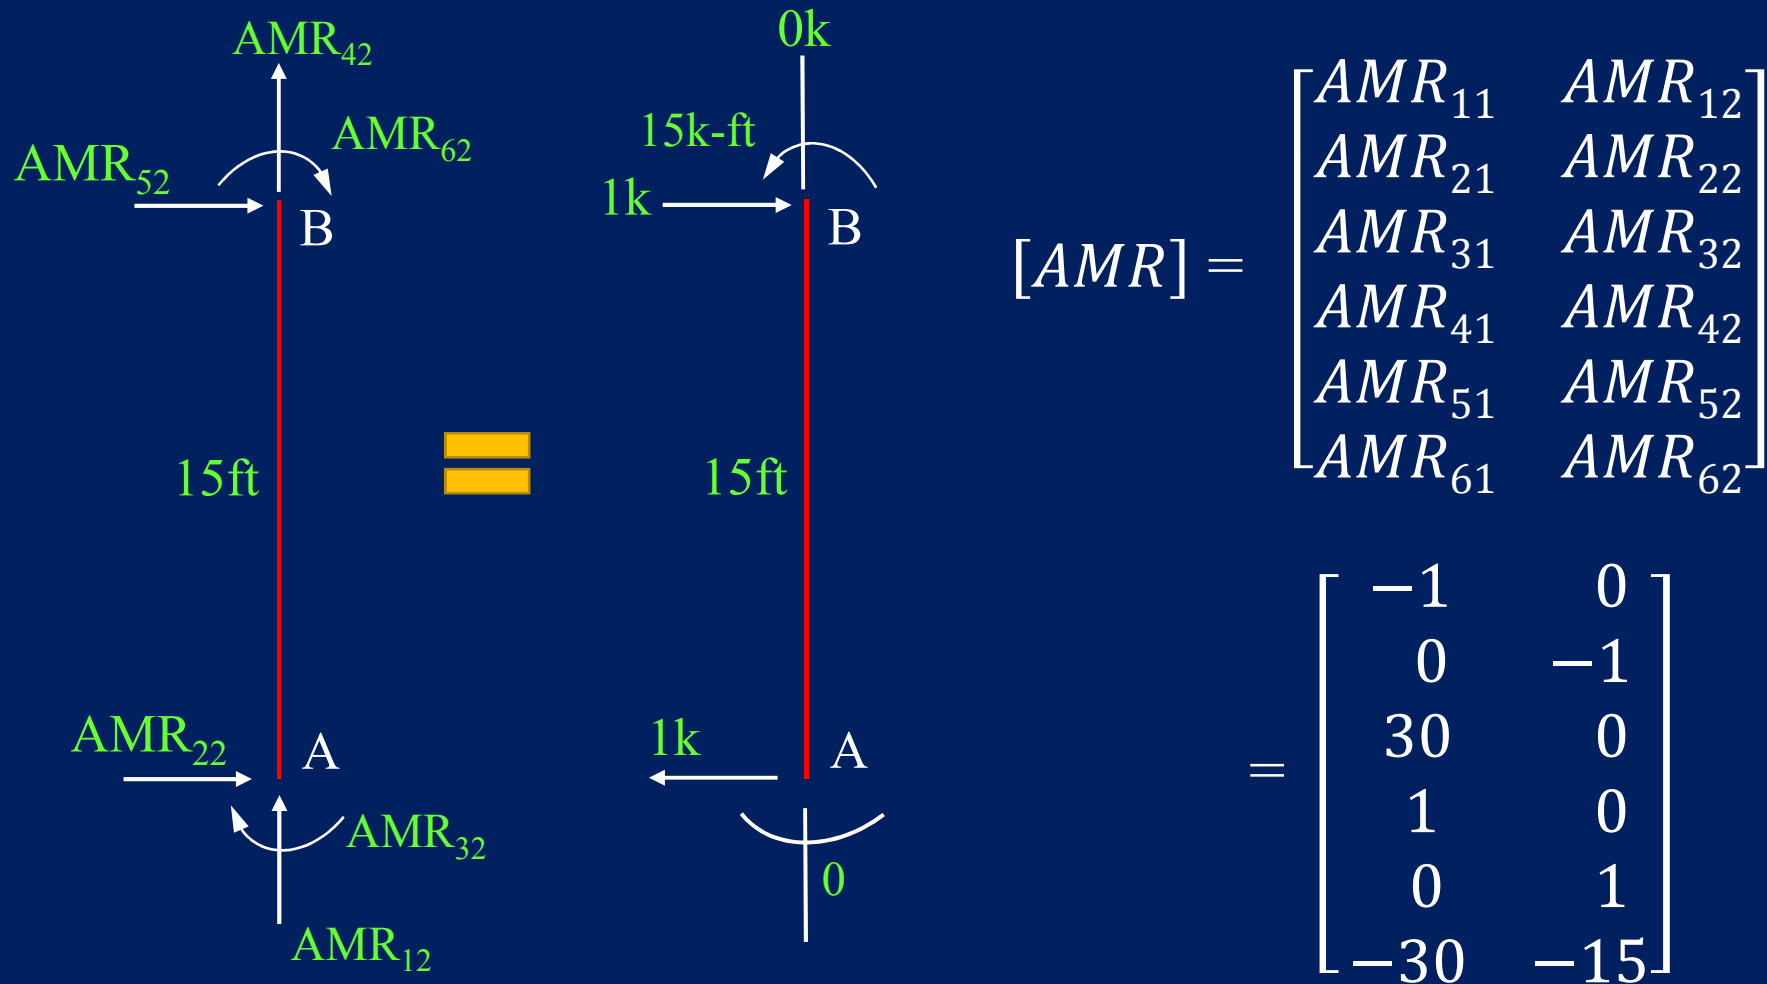 AMR₄₂
AMR₆₂
AMR₅₂
B
15ft
AMR₂₂
A
AMR₃₂
AMR₁₂
0k
15k-ft
1k
B
15ft
1k
A
0
[AMR] =
AMR₁₁ AMR₁₂
AMR₂₁ AMR₂₂
AMR₃₁ AMR₃₂
AMR₄₁ AMR₄₂
AMR₅₁ AMR₅₂
AMR₆₁ AMR₆₂
=
−1 0
0 −1
30 0
1 0
0 1
−30 −15